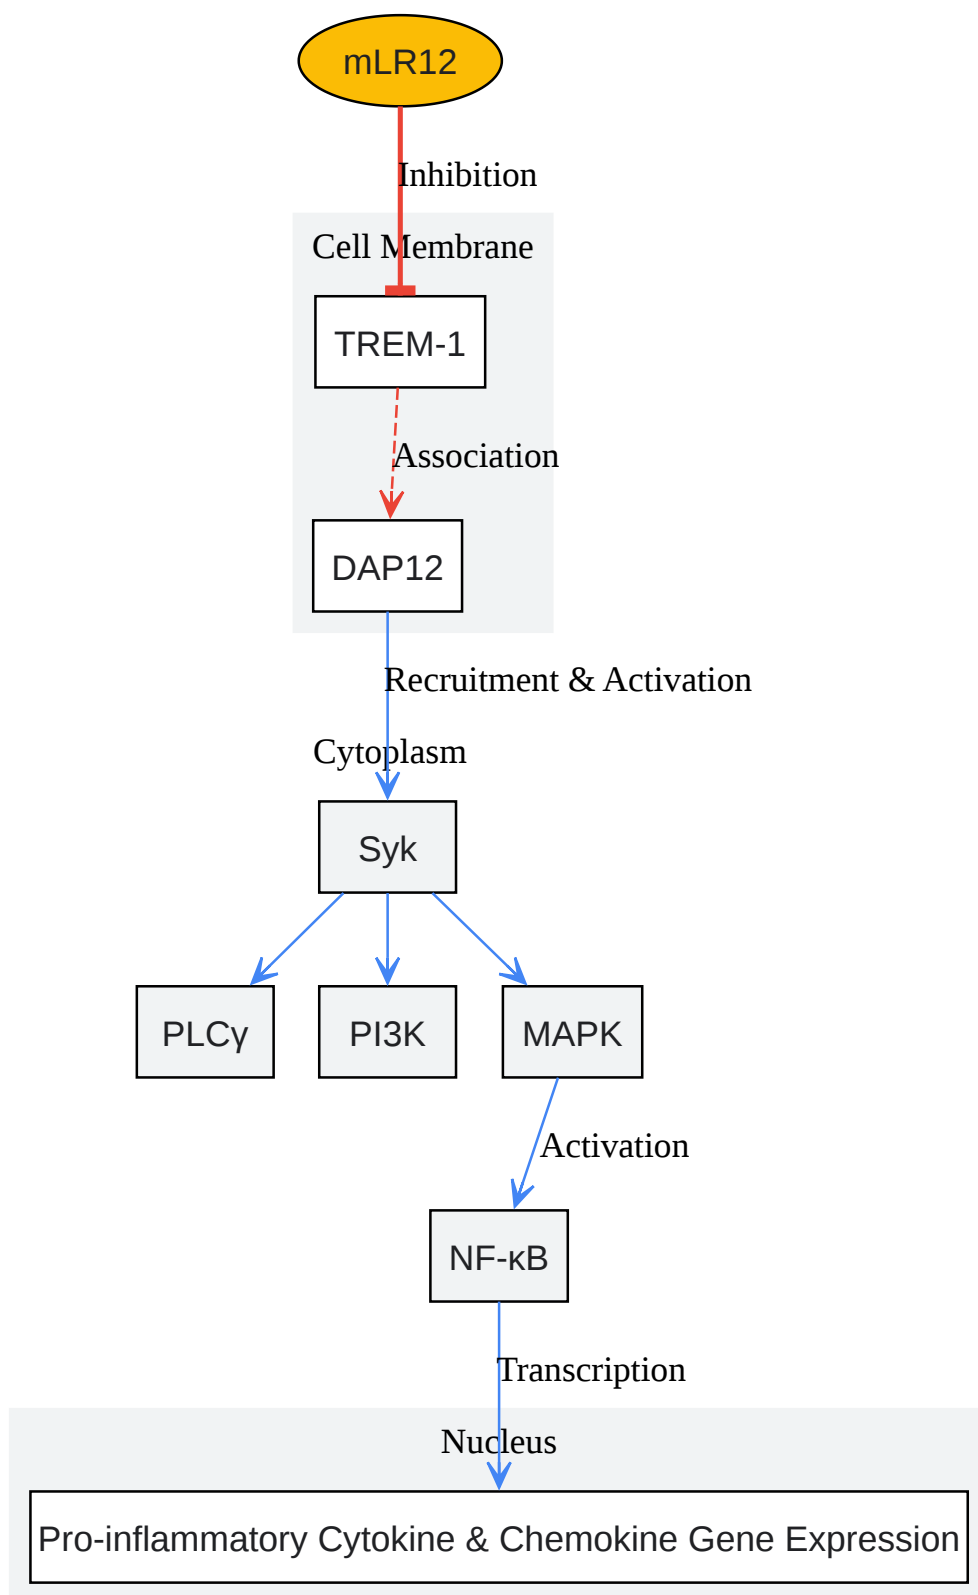 mLR12
Inhibition
Cell Membrane
TREM-1
Association
DAP12
Recruitment & Activation
Cytoplasm
Syk
PLCγ
PI3K
MAPK
Activation
NF-κB
Transcription
Nucleus
Pro-inflammatory Cytokine & Chemokine Gene Expression